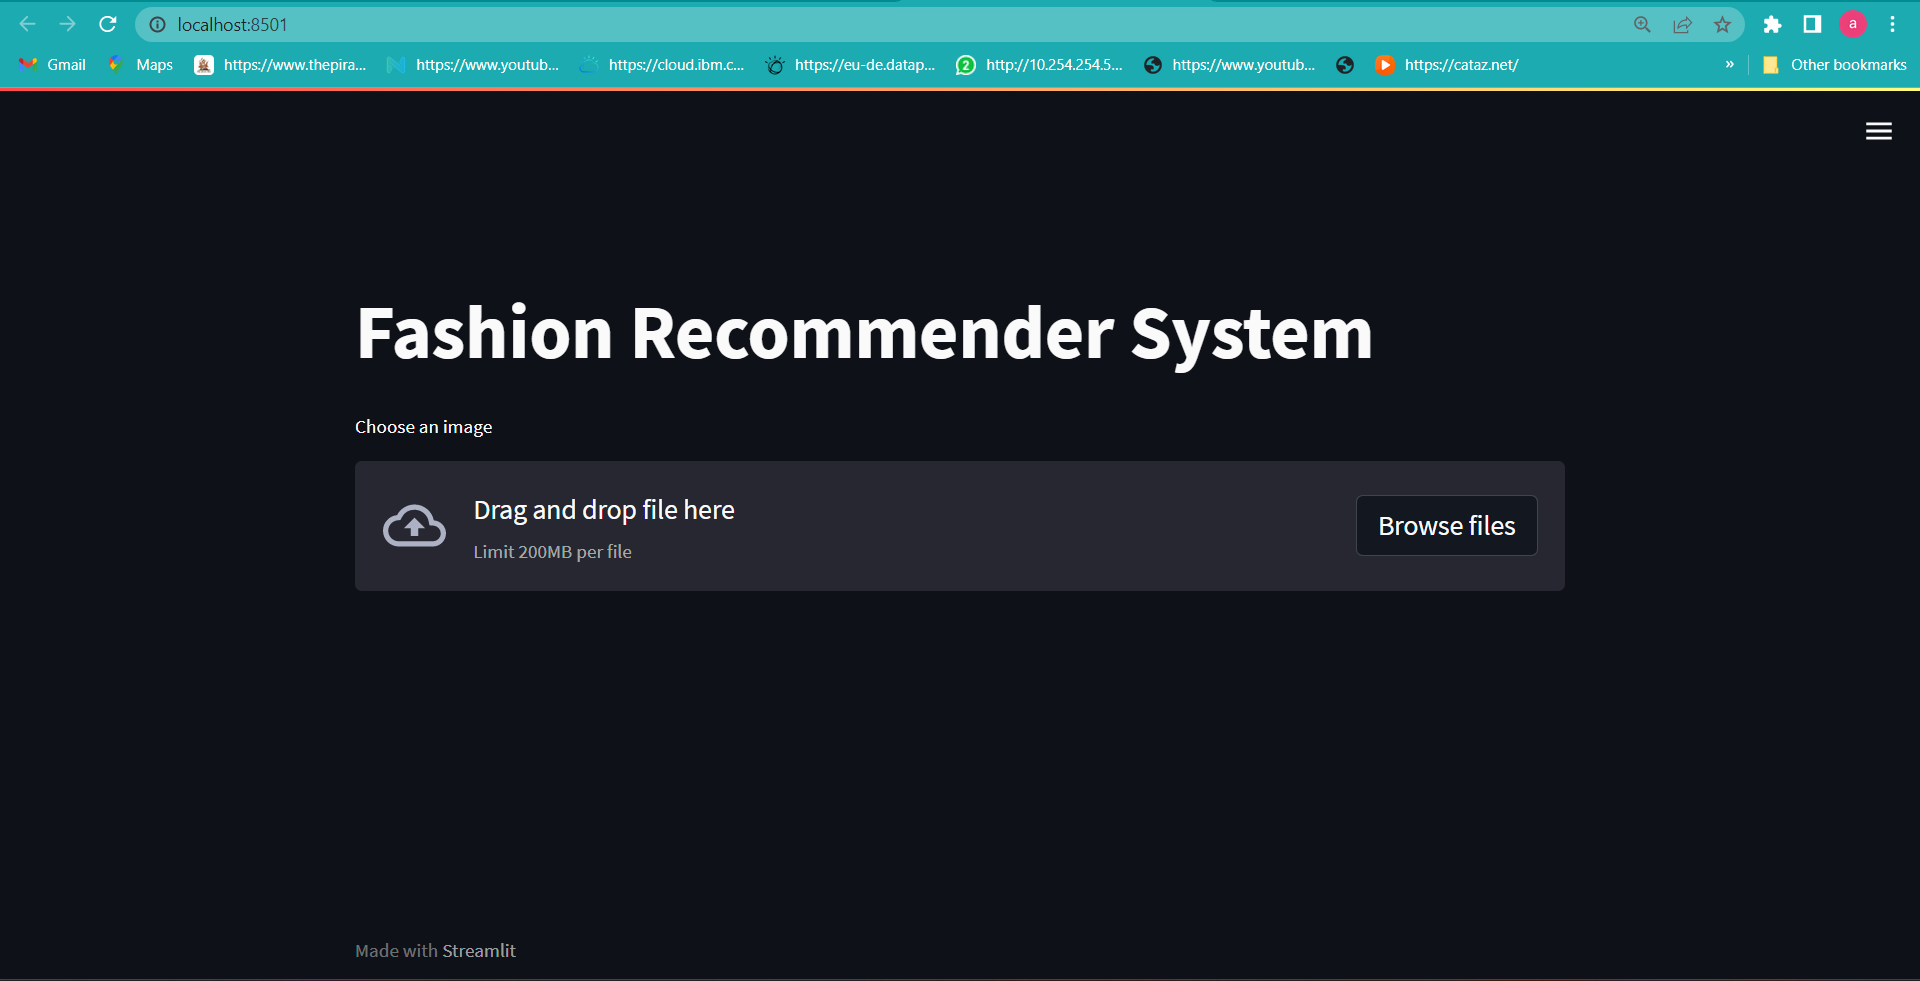 localhost:8501
a
Gmail Maps https://www.thepira... https://www.youtub... https://cloud.ibm.c... https://eu-de.datap... 2 http://10.254.254.5... https://www.youtub... https://cataz.net/ » Other bookmarks
Fashion Recommender System
Choose an image
Drag and drop file here
Limit 200MB per file
Browse files
Made with Streamlit